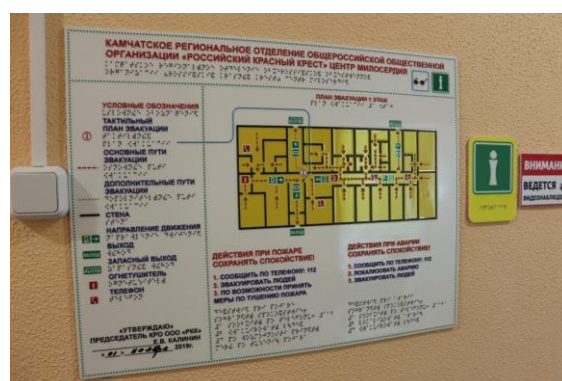 КАМЧАТСКОЕ РЕГИОНАЛЬНОЕ ОТДЕЛЕНИЕ ОБЩЕРОССИЙСКОЙ ОБЩЕСТВЕННОЙ
ОРГАНИЗАЦИИ «РОССИЙСКИЙ КРАСНЫЙ КРЕСТ» ЦЕНТР МИЛОСЕРДИЯ
УСЛОВНЫЕ ОБОЗНАЧЕНИЯ
ТАКТИЛЬНЫЙ
ПЛАН ЭВАКУАЦИИ
ОСНОВНЫЕ ПУТИ
ЭВАКУАЦИИ
ДОПОЛНИТЕЛЬНЫЕ ПУТИ
ЭВАКУАЦИИ
СТЕНА
НАПРАВЛЕНИЕ ДВИЖЕНИЯ
ВЫХОД
ЗАПАСНЫЙ ВЫХОД
ОГНЕТУШИТЕЛЬ
ТЕЛЕФОН
«УТВЕРЖДАЮ»
ПРЕДСЕДАТЕЛЬ КРО ООО «РКК»
Е.В. КАЛИНИН
2019г.
ПЛАН ЭВАКУАЦИИ 1 ЭТАЖ
ДЕЙСТВИЯ ПРИ ПОЖАРЕ
СОХРАНЯТЬ СПОКОЙСТВИЕ!
1. СООБЩИТЬ ПО ТЕЛЕФОНУ: 112
2. ЭВАКУИРОВАТЬ ЛЮДЕЙ
3. ПО ВОЗМОЖНОСТИ ПРИНЯТЬ
МЕРЫ ПО ТУШЕНИЮ ПОЖАРА
ДЕЙСТВИЯ ПРИ АВАРИИ
СОХРАНЯТЬ СПОКОЙСТВИЕ!
1. СООБЩИТЬ ПО ТЕЛЕФОНУ: 112
2. ЛОКАЛИЗОВАТЬ АВАРИЮ
3. ЭВАКУИРОВАТЬ ЛЮДЕЙ
ВНИМАНИ
ВЕДЕТСЯ
ВИДЕОНАБЛЮД